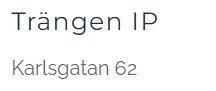 Trängen IP
Karlsgatan 62